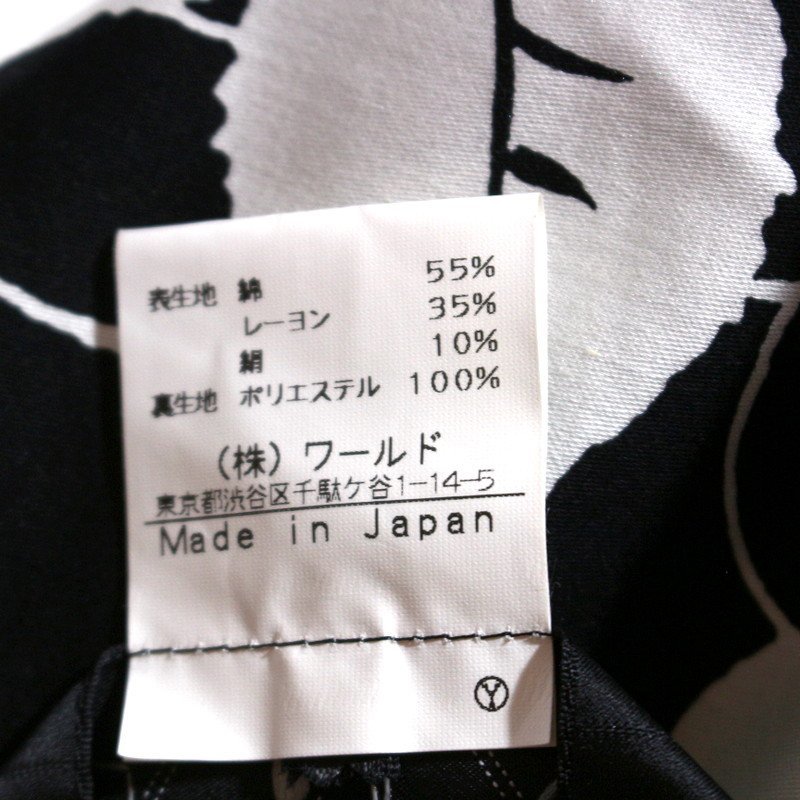 表生地 綿 55%
レーヨン 35%
絹 10%
裏生地 ポリエステル 100%
(株)ワールド
東京都渋谷区千駄ケ谷1-14-5
Made in Japan
Ⓨ